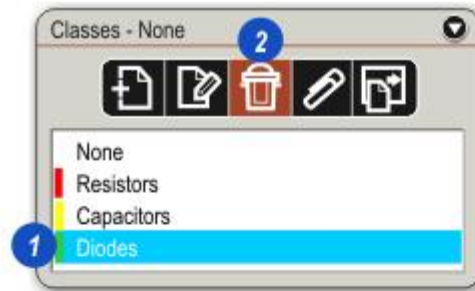 Classes - None
2
None
Resistors
Capacitors
1 Diodes